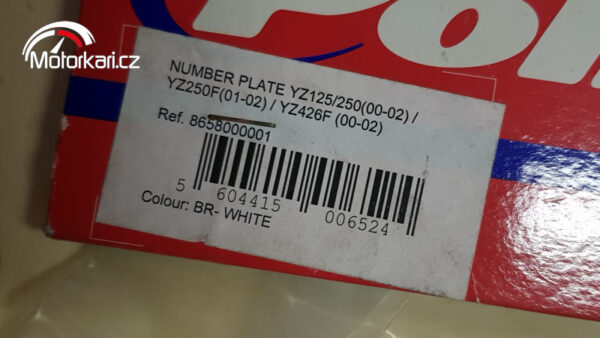 Motorkari.cz
NUMBER PLATE YZ125/250(00-02) /
YZ250F(01-02) / YZ426F (00-02)
Ref. 8658000001
5 604415 006524
Colour: BR- WHITE